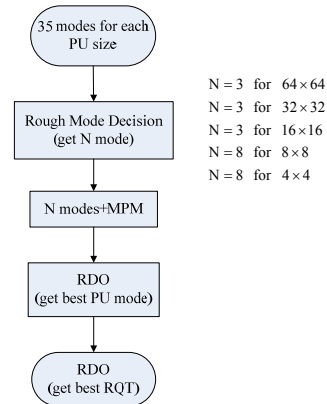 35 modes for each
PU size
Rough Mode Decision
(get N mode)
N modes+MPM
RDO
(get best PU mode)
RDO
(get best RQT)
N = 3 for 64×64
N = 3 for 32×32
N = 3 for 16×16
N = 8 for 8×8
N = 8 for 4×4